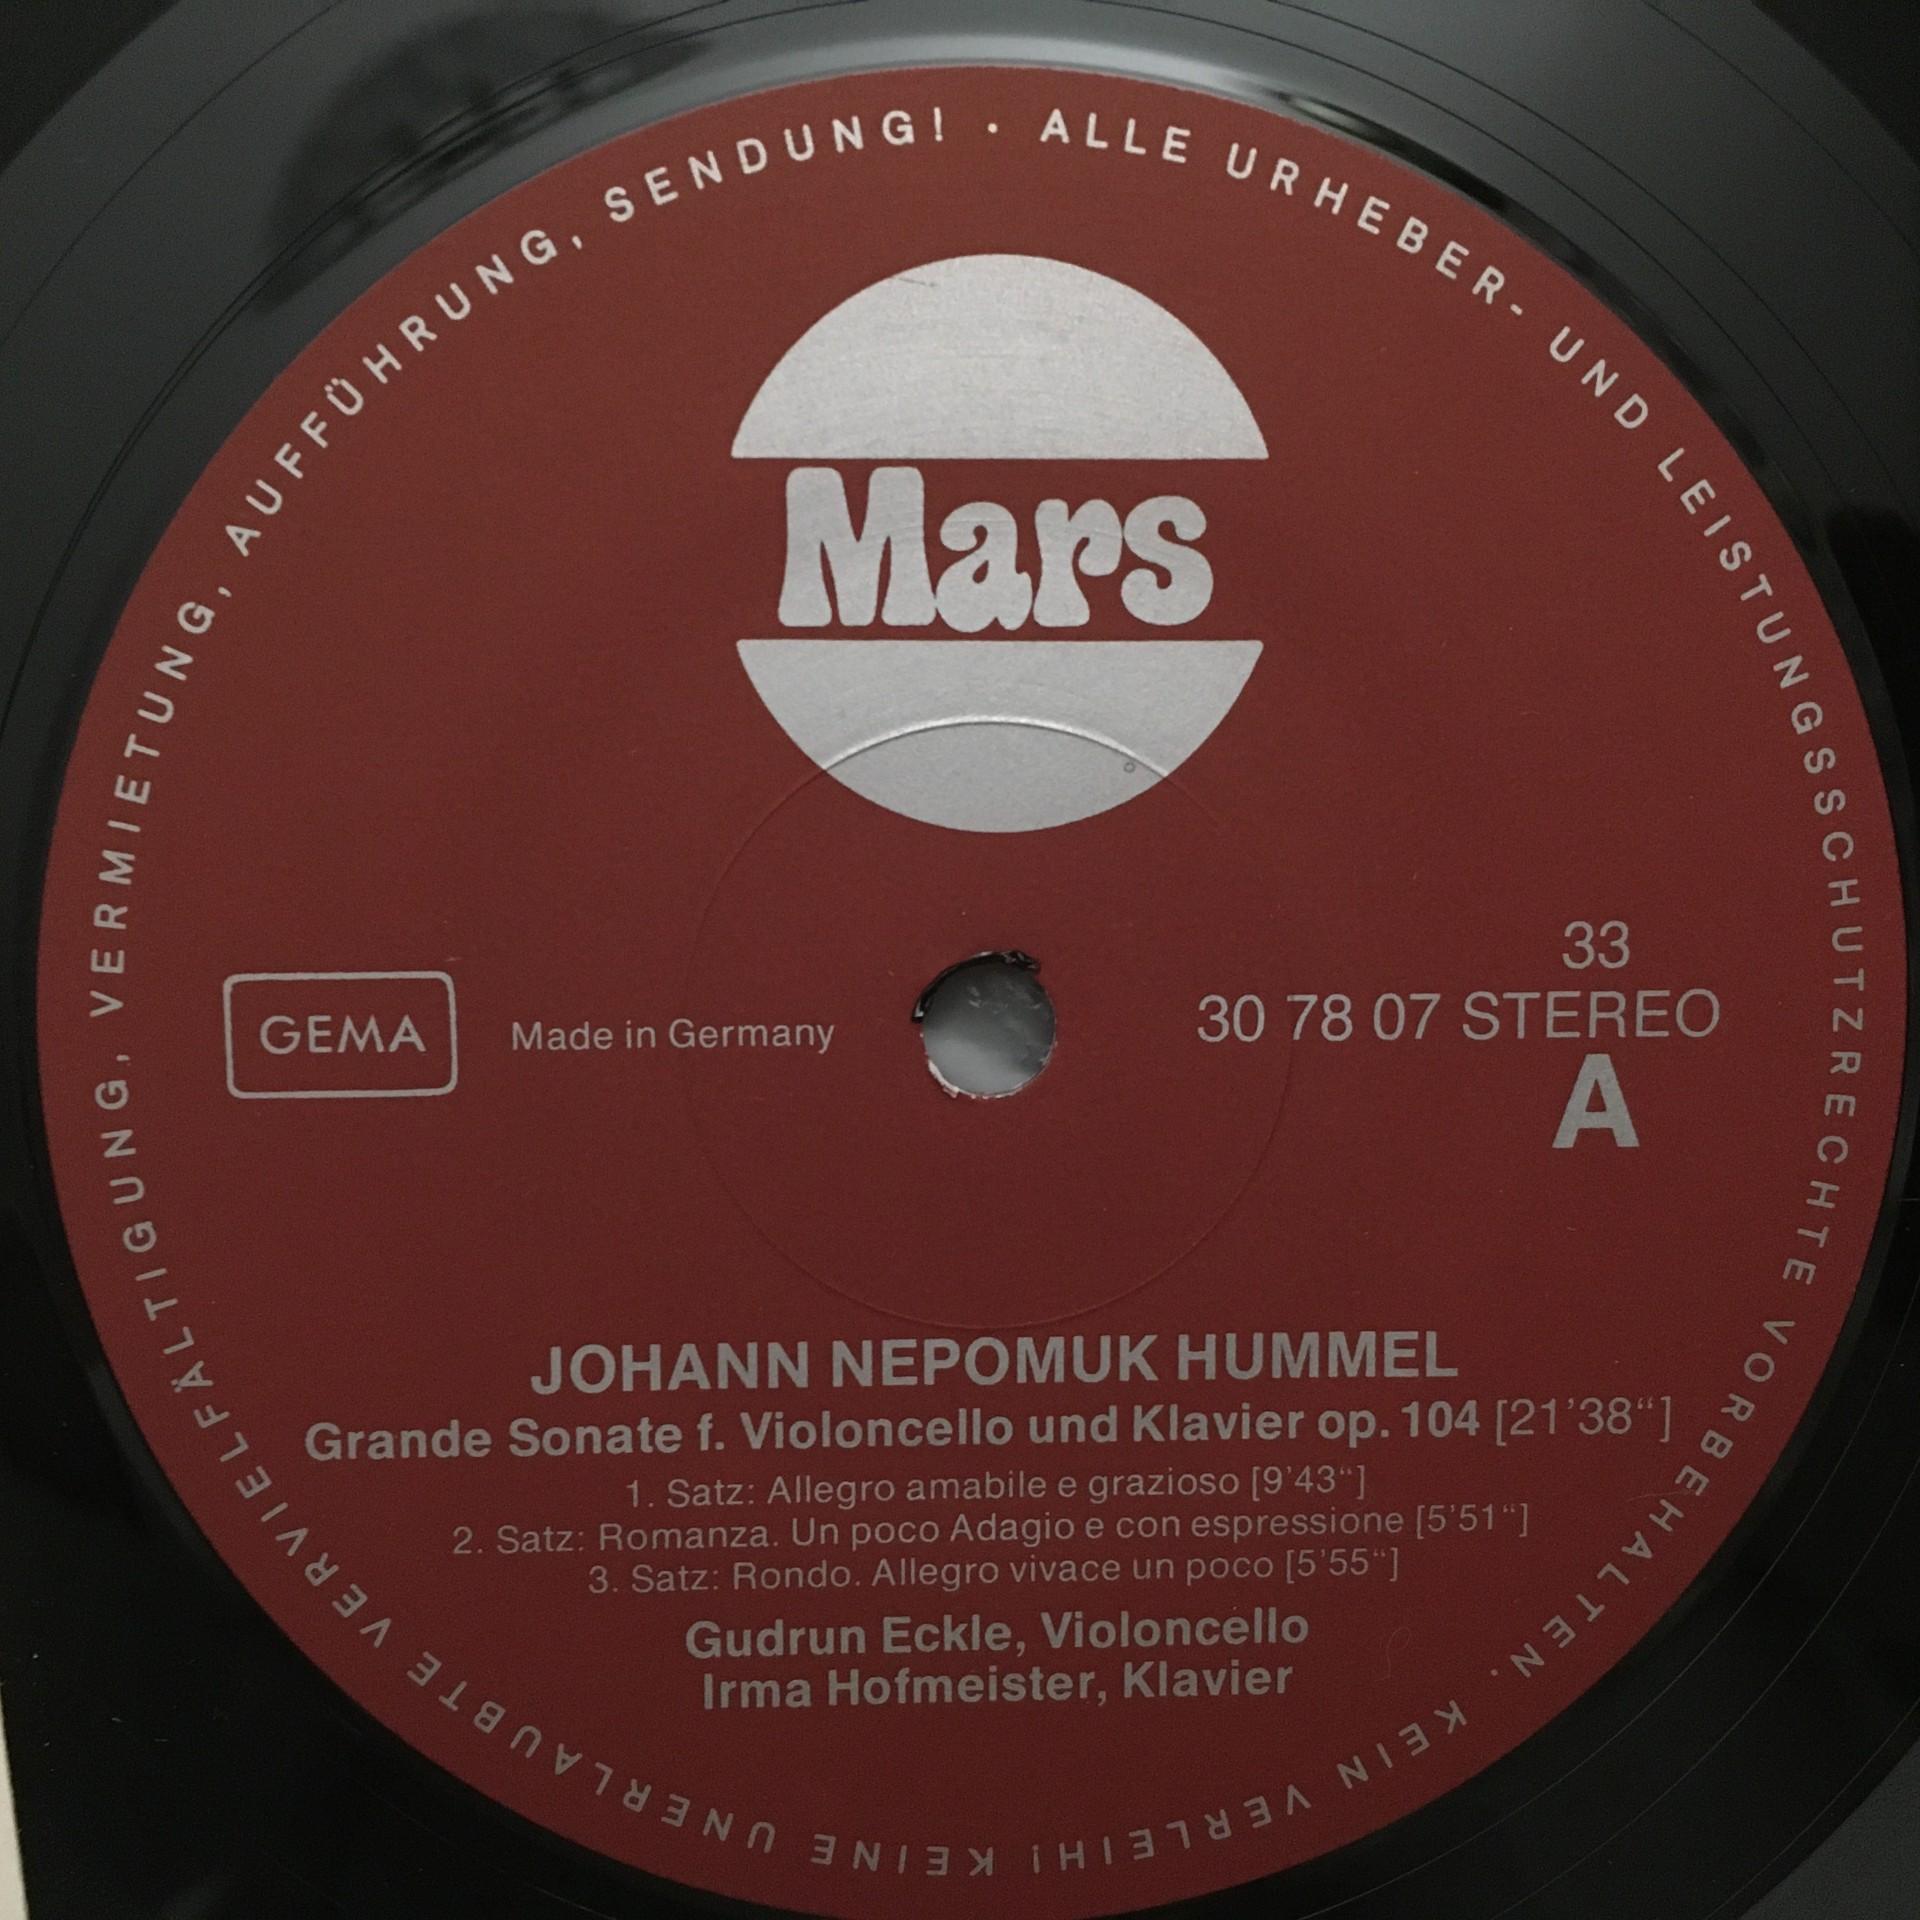 ALLE URHEBER- UND LEISTUNGSSCHUTZRECHTE VORBEHALTEN. KEIN VERLEIH! KEINE UNERLAUBTE VERVIELFÄLTIGUNG, VERMIETUNG, AUFFÜHRUNG, SENDUNG! ·
Mars
GEMA
Made in Germany
33
30 78 07 STEREO
A
JOHANN NEPOMUK HUMMEL
Grande Sonate f. Violoncello und Klavier op. 104 [21'38“]
1. Satz: Allegro amabile e grazioso [9'43“]
2. Satz: Romanza. Un poco Adagio e con espressione [5'51“]
3. Satz: Rondo. Allegro vivace un poco [5'55“]
Gudrun Eckle, Violoncello
Irma Hofmeister, Klavier